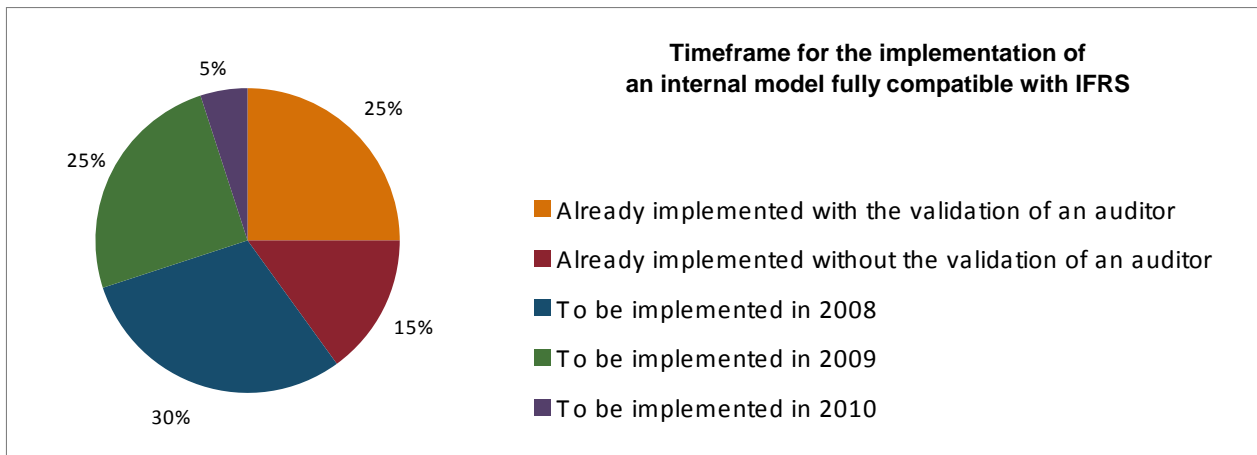 Timeframe for the implementation of
an internal model fully compatible with IFRS
5%
25%
25%
15%
30%
Already implemented with the validation of an auditor
Already implemented without the validation of an auditor
To be implemented in 2008
To be implemented in 2009
To be implemented in 2010